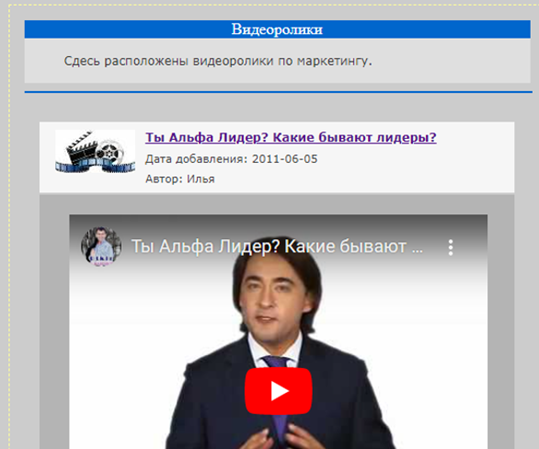 Видеоролики
Сдесь расположены видеоролики по маркетингу.
Ты Альфа Лидер? Какие бывают лидеры?
Дата добавления: 2011-06-05
Автор: Илья
Ты Альфа Лидер? Какие бывают ...